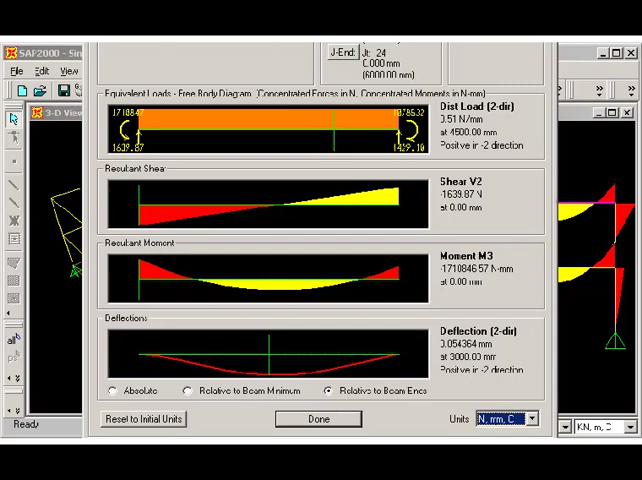 SAP2000 - Sin
File Edit View
3-D View
J-End: Jt: 24
0.000 mm
(6000.00 mm)
Equivalent Loads - Free Body Diagram (Concentrated Forces in N, Concentrated Moments in N-mm)
1639.87
1429.10
Dist Load (2-dir)
0.51 N/mm
at 4500.00 mm
Positive in -2 direction
Resultant Shear
Shear V2
-1639.87 N
at 0.00 mm
Resultant Moment
Moment M3
-1710846.57 N-mm
at 0.00 mm
Deflections
Deflection (2-dir)
0.054364 mm
at 3000.00 mm
Positive in -2 direction
Absolute
Relative to Beam Minimum
Relative to Beam Ends
all
ps
Reset to Initial Units
Done
Units
N, mm, C
Ready
KN, m, C